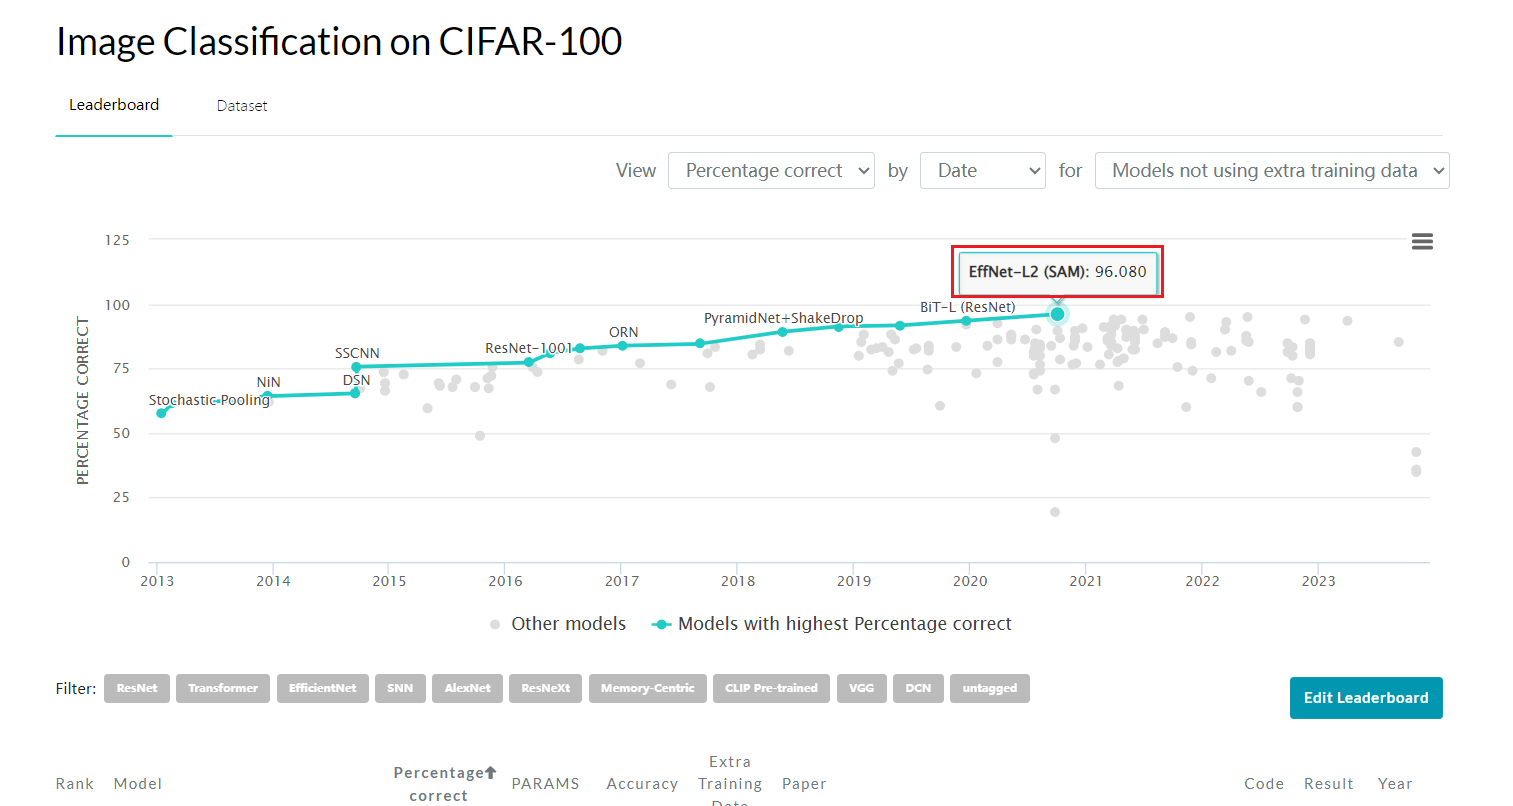 Image Classification on CIFAR-100
Leaderboard
Dataset
View Percentage correct by Date for Models not using extra training data
125
100
75
50
25
0
PERCENTAGE CORRECT
EffNet-L2 (SAM): 96.080
BiT-L (ResNet)
PyramidNet+ShakeDrop
ORN
ResNet-1001
SSCNN
DSN
NiN
Stochastic Pooling
2013 2014 2015 2016 2017 2018 2019 2020 2021 2022 2023
Other models Models with highest Percentage correct
Filter: ResNet Transformer EfficientNet SNN AlexNet ResNeXt Memory-Centric CLIP Pre-trained VGG DCN untagged
Edit Leaderboard
Rank
Model
Percentage
correct
PARAMS
Accuracy
Extra
Training
Data
Paper
Code
Result
Year